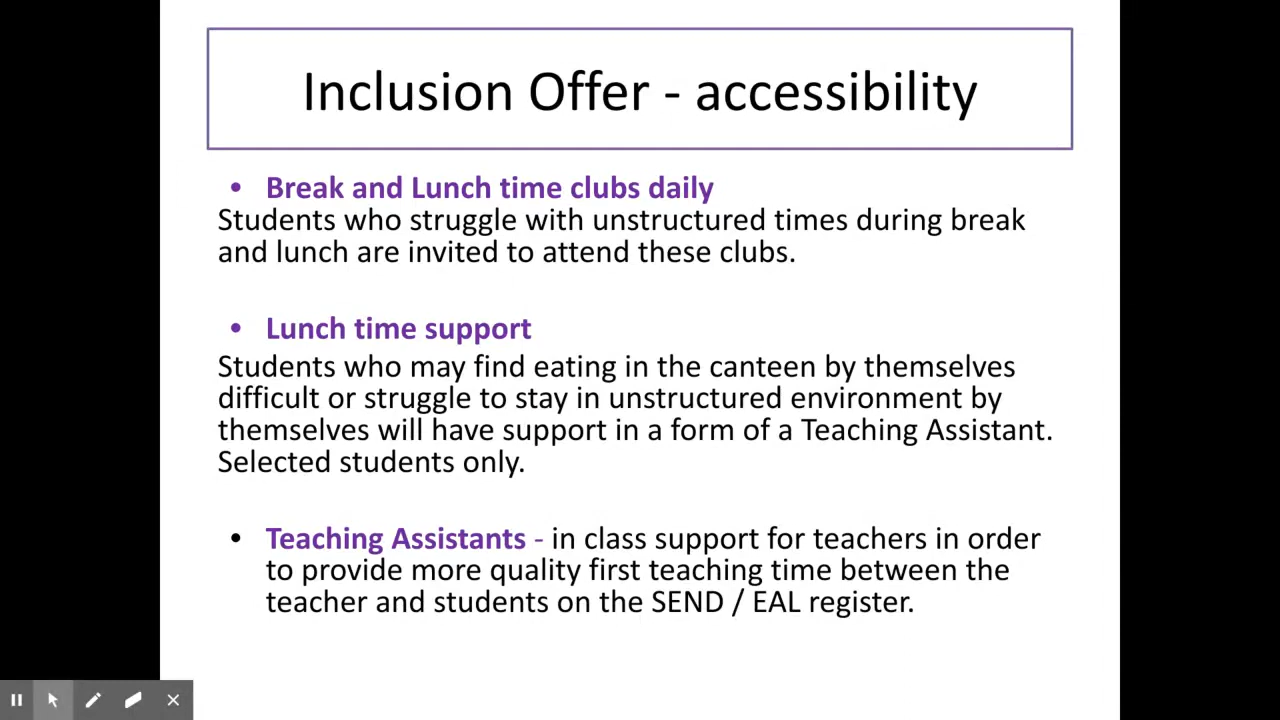 Inclusion Offer - accessibility
• Break and Lunch time clubs daily
Students who struggle with unstructured times during break
and lunch are invited to attend these clubs.
• Lunch time support
Students who may find eating in the canteen by themselves
difficult or struggle to stay in unstructured environment by
themselves will have support in a form of a Teaching Assistant.
Selected students only.
• Teaching Assistants - in class support for teachers in order
to provide more quality first teaching time between the
teacher and students on the SEND / EAL register.